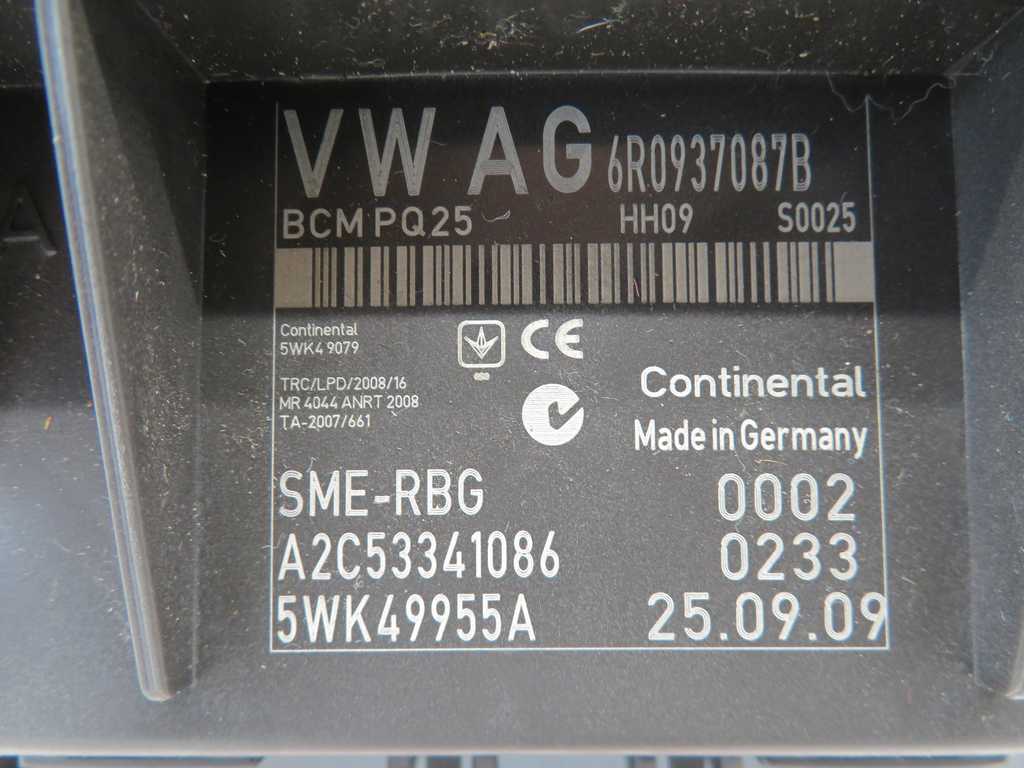 VW AG 6R0937087B
BCM PQ25 HH09 S0025
Continental
5WK4 9079
CE
TRC/LPD/2008/16
MR 4044 ANRT 2008
TA-2007/661
Continental
Made in Germany
SME-RBG 0002
A2C53341086 0233
5WK49955A 25.09.09
A